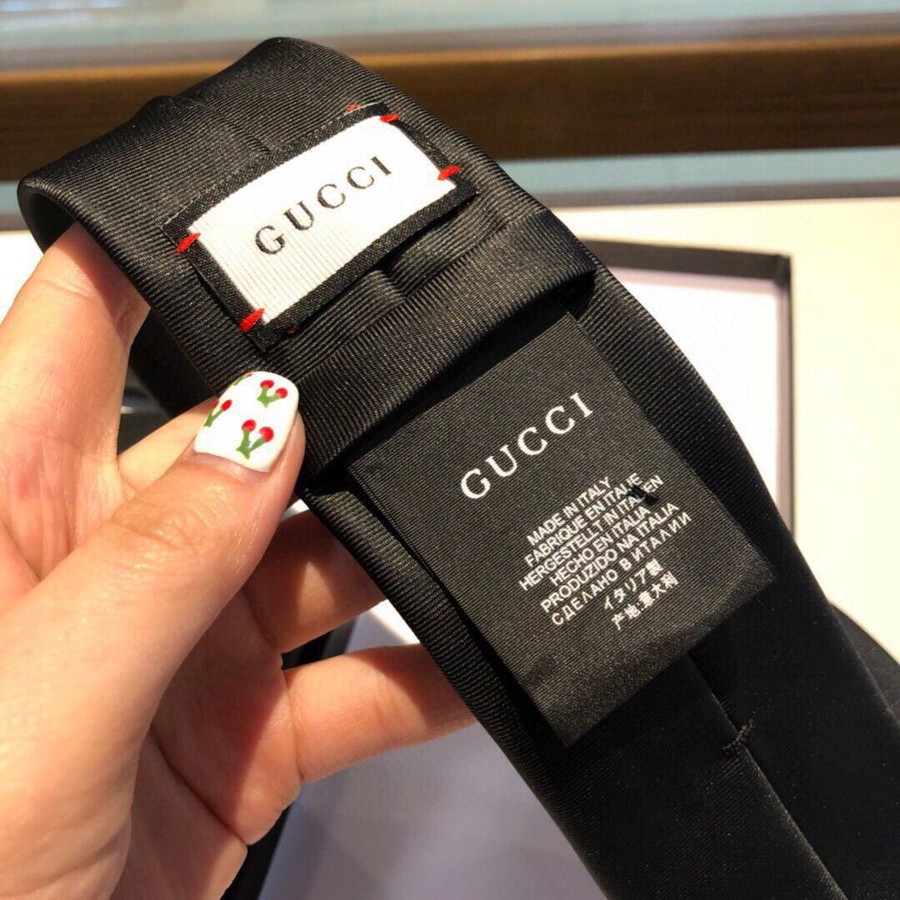 GUCCI
GUCCI
MADE IN ITALY
FABRIQUE EN ITALIE
HERGESTELLT IN ITALIEN
HECHO EN ITALIA
PRODUZIDO NA ITALIA
СДЕЛАНО В ИТАЛИИ
イタリア製
产地:意大利